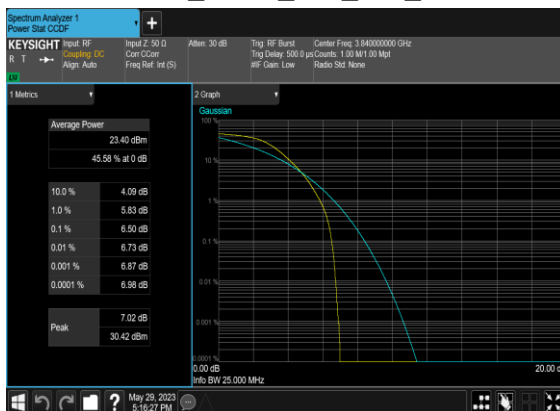 Spectrum Analyzer 1
Power Stat CCDF
+
KEYSIGHT
R T
LU
Input: RF
Coupling: DC
Align: Auto
Input Z: 50 Ω
Corr CCorr
Freq Ref: Int (S)
Atten: 30 dB
Trig: RF Burst
Trig Delay: 500.0 µs
#IF Gain: Low
Center Freq: 3.840000000 GHz
Counts: 1.00 M/1.00 Mpt
Radio Std: None
1 Metrics
Average Power
23.40 dBm
45.58 % at 0 dB
10.0 % 4.09 dB
1.0 % 5.83 dB
0.1 % 6.50 dB
0.01 % 6.73 dB
0.001 % 6.87 dB
0.0001 % 6.98 dB
Peak 7.02 dB
30.42 dBm
2 Graph
Gaussian
100 %
10 %
1 %
0.1 %
0.01 %
0.001 %
0.0001 %
0.00 dB
20.00 d
Info BW 25.000 MHz
?
May 29, 2023
5:16:27 PM